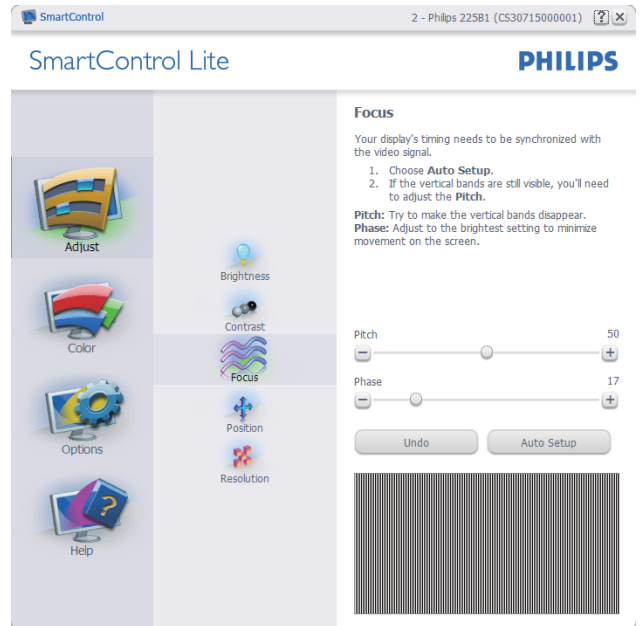 SmartControl
2 - Philips 225B1 (CS30715000001)
?
SmartControl Lite
PHILIPS
Adjust
Color
Options
Help
Brightness
Contrast
Focus
Position
Resolution
Focus
Your display's timing needs to be synchronized with
the video signal.
1. Choose Auto Setup.
2. If the vertical bands are still visible, you'll need
to adjust the Pitch.
Pitch: Try to make the vertical bands disappear.
Phase: Adjust to the brightest setting to minimize
movement on the screen.
Pitch 50
Phase 17
Undo
Auto Setup